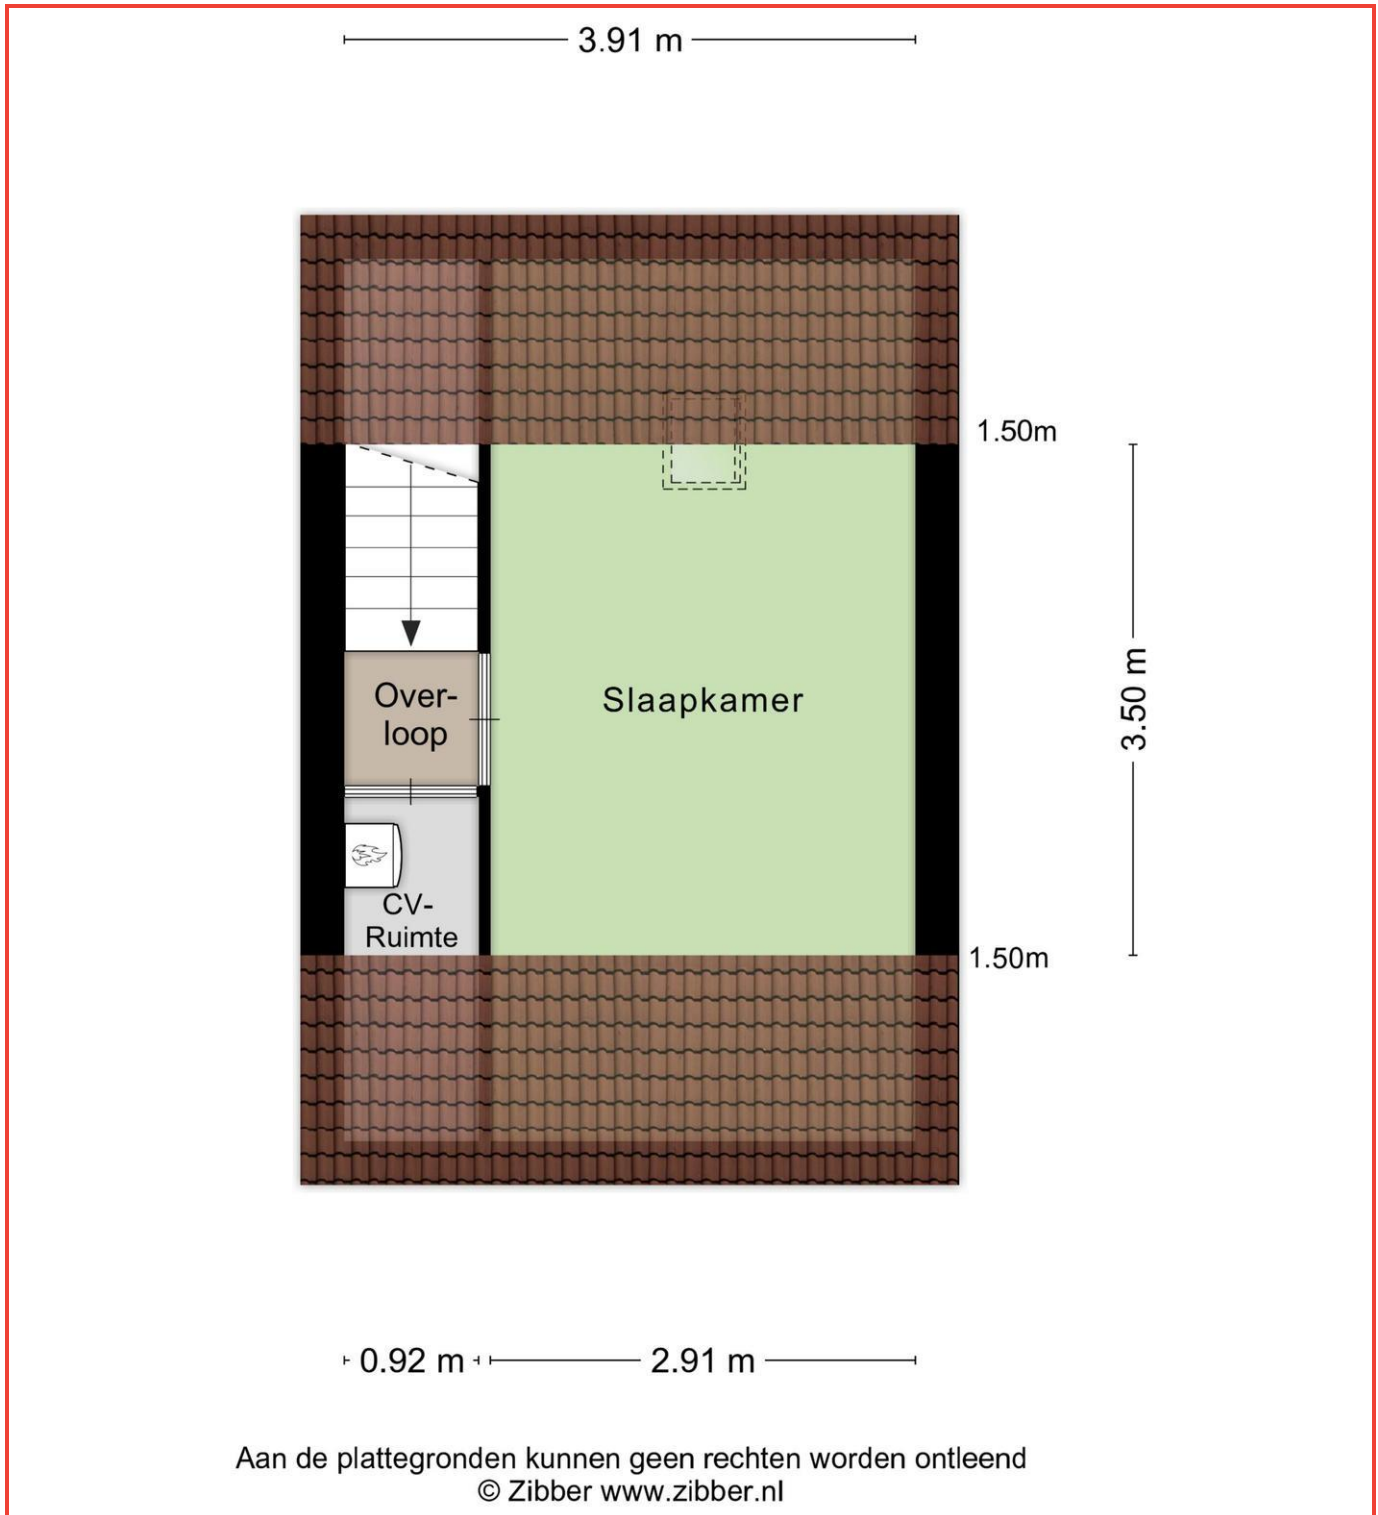 3.91 m
1.50m
Over-
loop
Slaapkamer
3.50 m
CV-
Ruimte
1.50m
0.92 m
2.91 m
Aan de plattegronden kunnen geen rechten worden ontleend
© Zibber www.zibber.nl